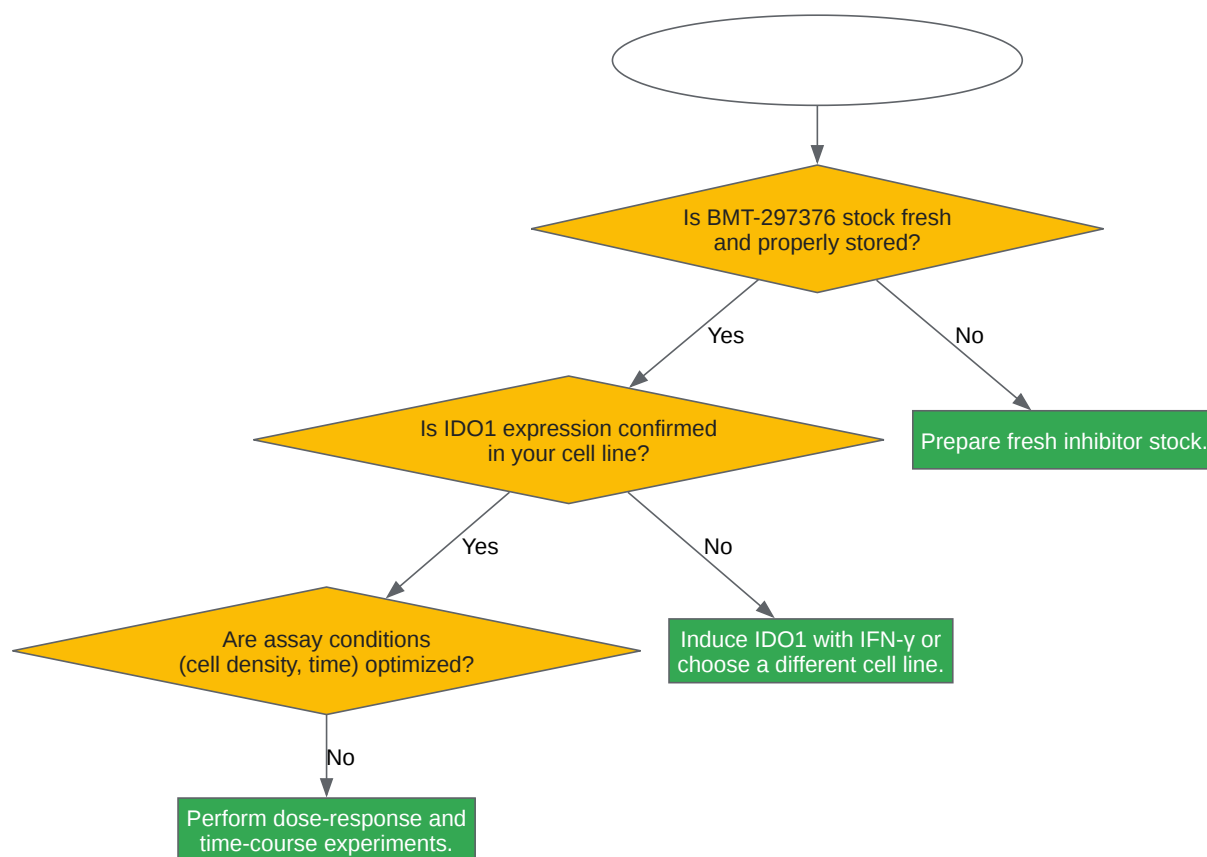 Is BMT-297376 stock fresh
and properly stored?
Yes
No
Is IDO1 expression confirmed
in your cell line?
Prepare fresh inhibitor stock.
Yes
No
Are assay conditions
(cell density, time) optimized?
Induce IDO1 with IFN-γ or
choose a different cell line.
No
Perform dose-response and
time-course experiments.